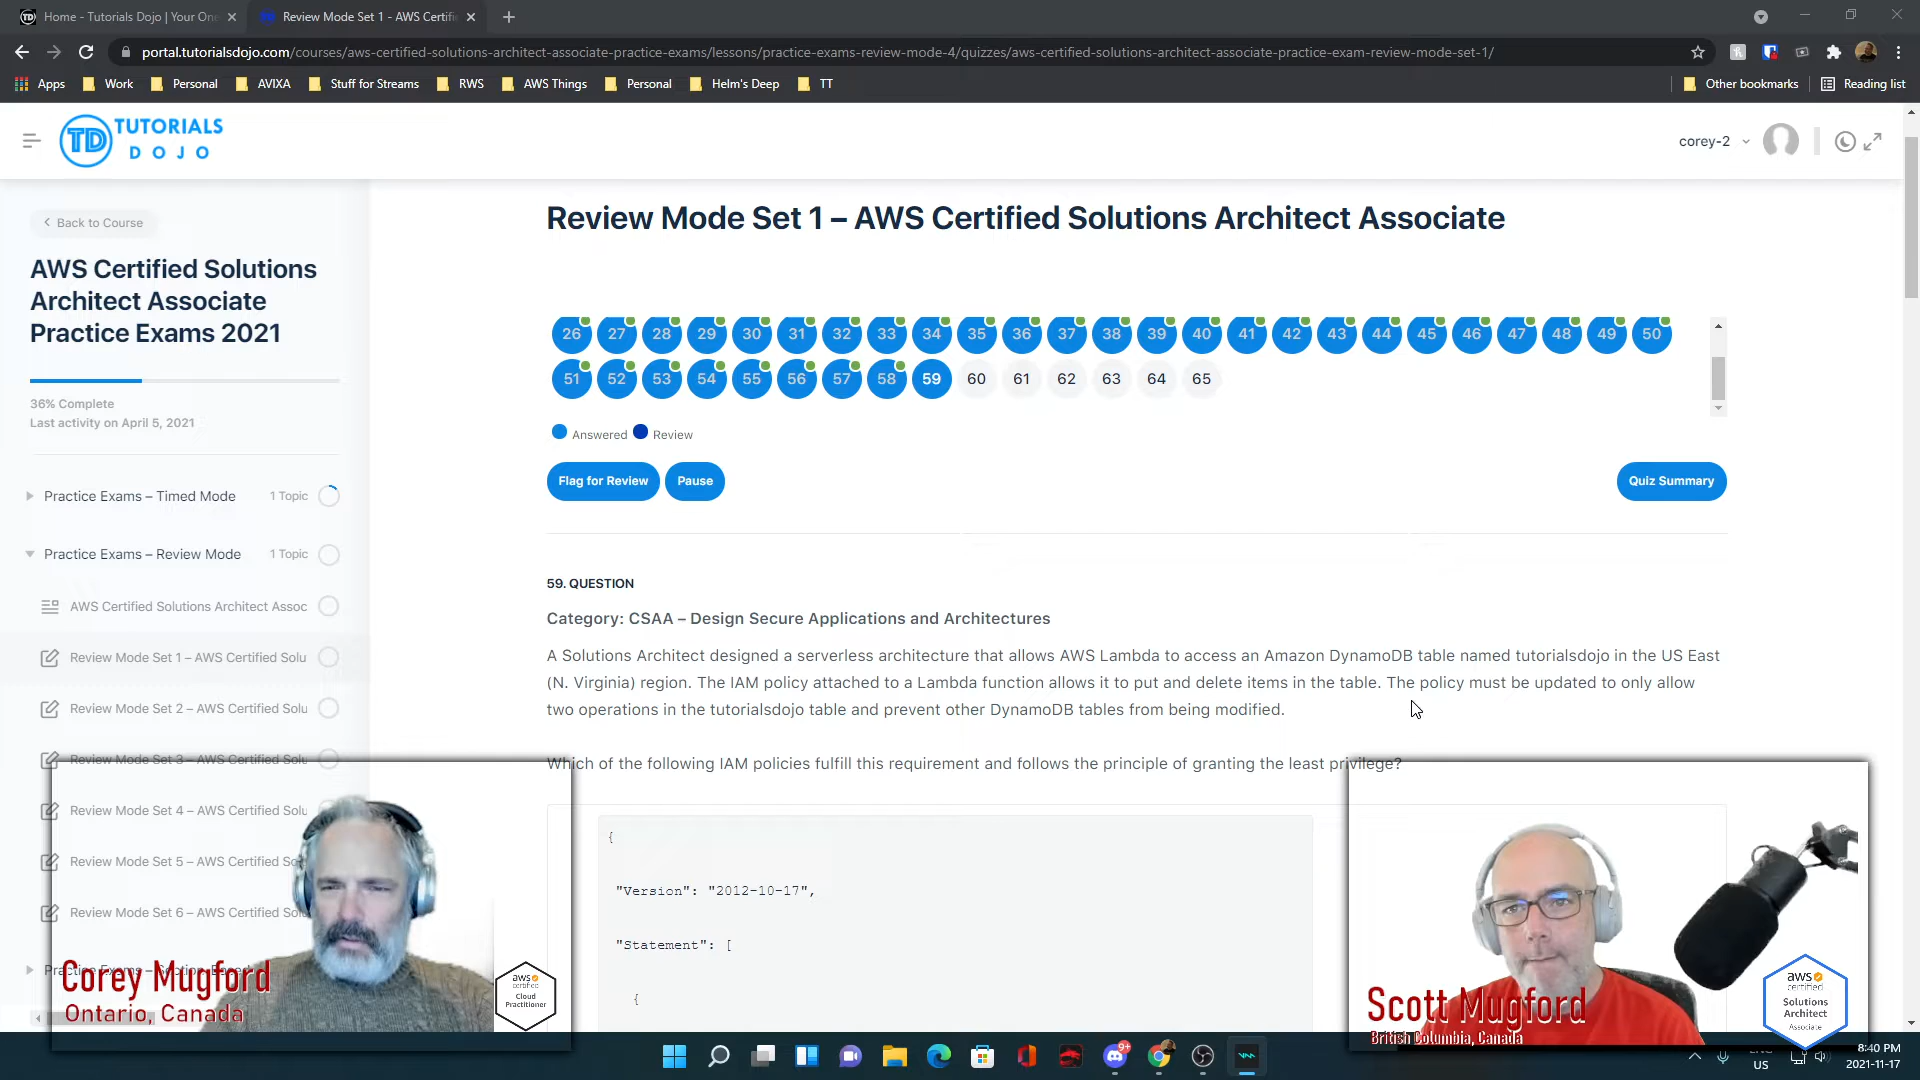 Home - Tutorials Dojo | Your One
Review Mode Set 1 - AWS Certifi
portal.tutorialsdojo.com/courses/aws-certified-solutions-architect-associate-practice-exams/lessons/practice-exams-review-mode-4/quizzes/aws-certified-solutions-architect-associate-practice-exam-review-mode-set-1/
Apps Work Personal AVIXA Stuff for Streams RWS AWS Things Personal Helm's Deep TT Other bookmarks Reading list
TD TUTORIALS
DOJO
corey-2
Back to Course
AWS Certified Solutions
Architect Associate
Practice Exams 2021
36% Complete
Last activity on April 5, 2021
Practice Exams – Timed Mode 1 Topic
Practice Exams – Review Mode 1 Topic
AWS Certified Solutions Architect Assoc
Review Mode Set 1 – AWS Certified Solu
Review Mode Set 2 – AWS Certified Solu
Review Mode Set 3 – AWS Certified Solu
Review Mode Set 4 – AWS Certified Solu
Review Mode Set 5 – AWS Certified So
Review Mode Set 6 – AWS Certified Solu
Practice Exams – Section-Based
Review Mode Set 1 – AWS Certified Solutions Architect Associate
26 27 28 29 30 31 32 33 34 35 36 37 38 39 40 41 42 43 44 45 46 47 48 49 50
51 52 53 54 55 56 57 58 59 60 61 62 63 64 65
Answered Review
Flag for Review Pause Quiz Summary
59. QUESTION
Category: CSAA – Design Secure Applications and Architectures
A Solutions Architect designed a serverless architecture that allows AWS Lambda to access an Amazon DynamoDB table named tutorialsdojo in the US East
(N. Virginia) region. The IAM policy attached to a Lambda function allows it to put and delete items in the table. The policy must be updated to only allow
two operations in the tutorialsdojo table and prevent other DynamoDB tables from being modified.
Which of the following IAM policies fulfill this requirement and follows the principle of granting the least privilege?
{
"Version": "2012-10-17",
"Statement": [
{
Corey Mugford
Ontario, Canada
aws
certified
Cloud
Practitioner
Scott Mugford
British Columbia, Canada
aws
certified
Solutions
Architect
Associate
9+
US
8:40 PM
2021-11-17